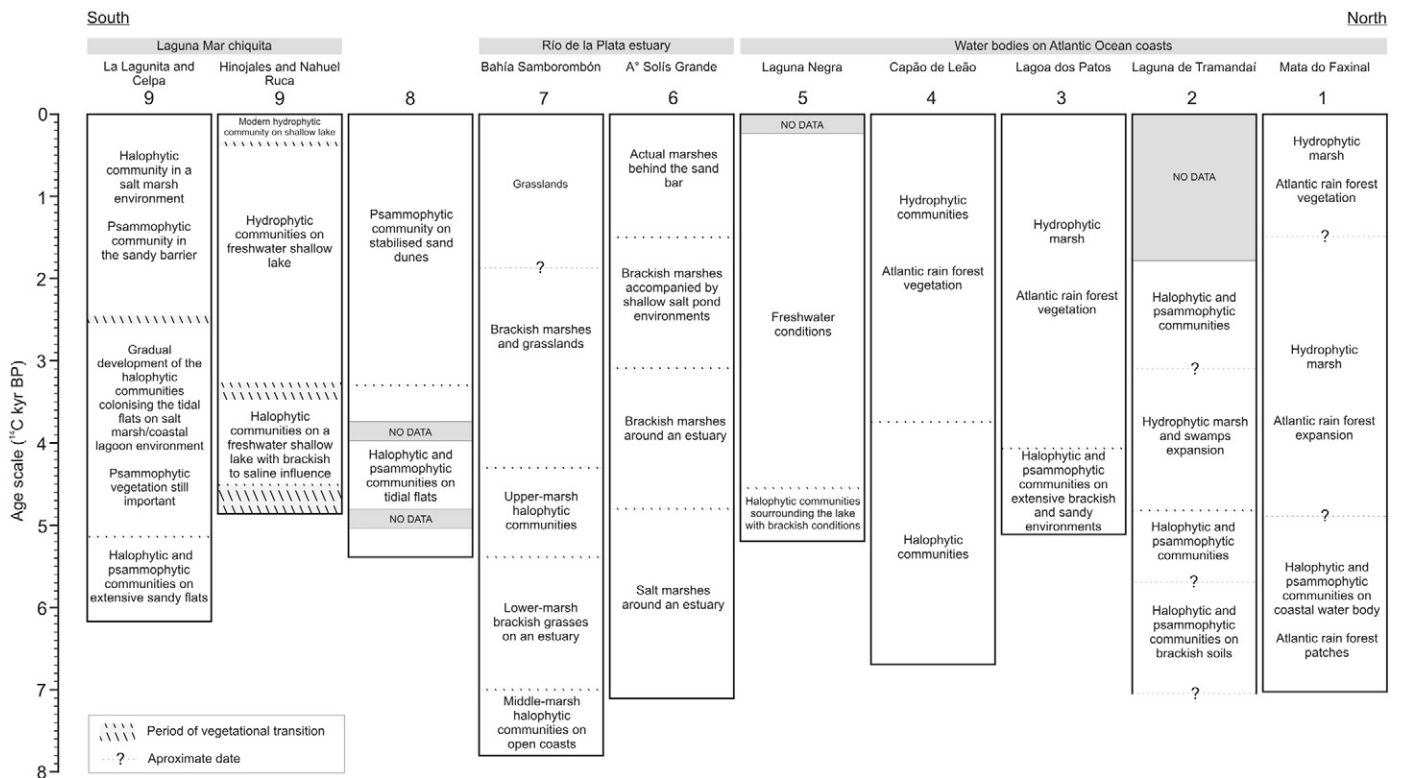 South
North
Laguna Mar chiquita
Río de la Plata estuary
Water bodies on Atlantic Ocean coasts
La Lagunita and
Celpa
9
Hinojales and Nahuel
Ruca
9
8
Bahía Samborombón
7
A° Solís Grande
6
Laguna Negra
5
Capão de Leão
4
Lagoa dos Patos
3
Laguna de Tramandaí
2
Mata do Faxinal
1
Age scale (¹⁴C kyr BP)
0
1
2
3
4
5
6
7
8
Halophytic
community in a
salt marsh
environment
Psammophytic
community in
the sandy barrier
Gradual
development of the
halophytic
communities
colonising the tidal
flats on salt
marsh/coastal
lagoon environment
Psammophytic
vegetation still
important
Halophytic and
psammophytic
communities on
extensive sandy flats
Modern hydrophytic
community on shallow lake
Hydrophytic
communities on
freshwater shallow
lake
Halophytic
communities on a
freshwater shallow
lake with brackish
to saline influence
Psammophytic
community on
stabilised sand
dunes
NO DATA
Halophytic and
psammophytic
communities on
tidal flats
NO DATA
Grasslands
?
Brackish marshes
and grasslands
Upper-marsh
halophytic
communities
Lower-marsh
brackish grasses
on an estuary
Middle-marsh
halophytic
communities on
open coasts
Actual marshes
behind the sand
bar
Brackish marshes
accompanied by
shallow salt pond
environments
Brackish marshes
around an estuary
Salt marshes
around an estuary
NO DATA
Freshwater
conditions
Halophytic communities
sourrounding the lake
with brackish conditions
Hydrophytic
communities
Atlantic rain forest
vegetation
Halophytic
communities
Hydrophytic
marsh
Atlantic rain forest
vegetation
Halophytic and
psammophytic
communities on
extensive brackish
and sandy
environments
NO DATA
Halophytic and
psammophytic
communities
?
Hydrophytic marsh
and swamps
expansion
Halophytic and
psammophytic
communities
?
Halophytic and
psammophytic
communities on
brackish soils
?
Hydrophytic
marsh
Atlantic rain forest
vegetation
?
Hydrophytic
marsh
Atlantic rain forest
expansion
?
Halophytic and
psammophytic
communities on
coastal water body
Atlantic rain forest
patches
Period of vegetational transition
? Aproximate date